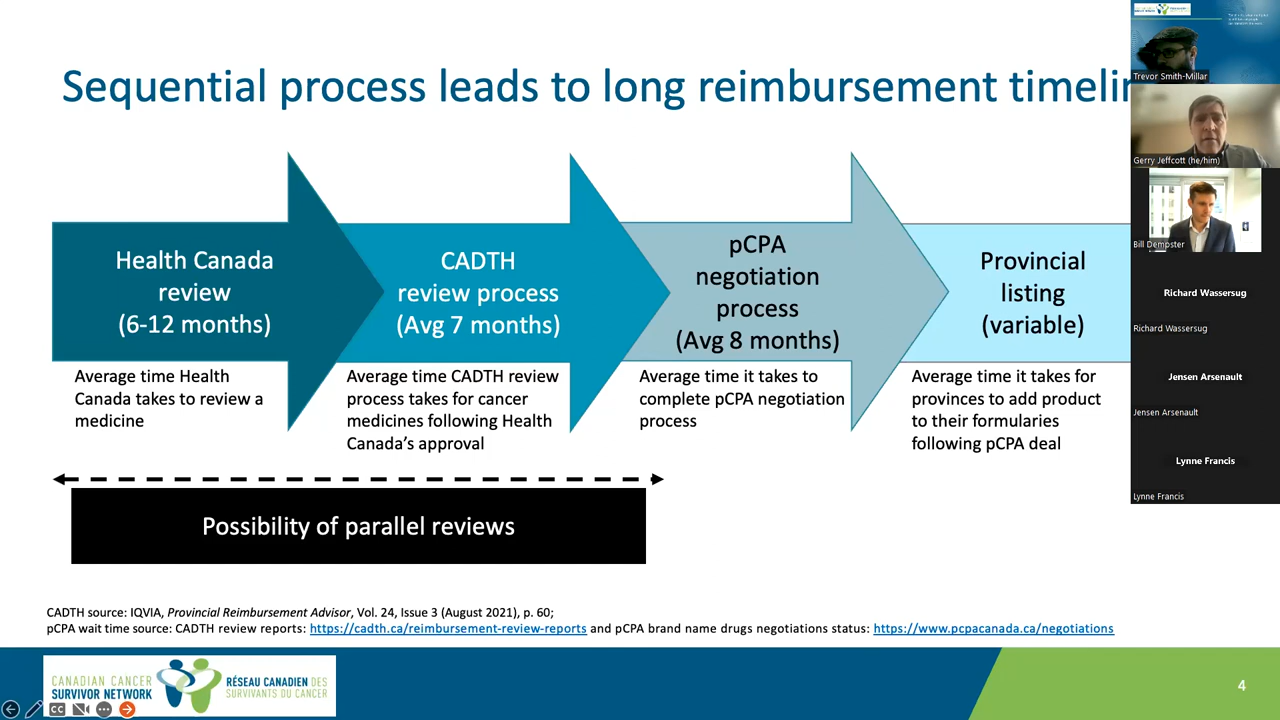 Sequential process leads to long reimbursement
Health Canada
review
(6-12 months)
CADTH
review process
(Avg 7 months)
pCPA
negotiation
process
(Avg 8 months)
Provincial
listing
(variable)
Average time Health
Canada takes to review a
medicine
Average time CADTH review
process takes for cancer
medicines following Health
Canada’s approval
Average time it takes to
complete pCPA negotiation
process
Average time it takes for
provinces to add product
to their formularies
following pCPA deal
Possibility of parallel reviews
CADTH source: IQVIA, Provincial Reimbursement Advisor, Vol. 24, Issue 3 (August 2021), p. 60;
pCPA wait time source: CADTH review reports: https://cadth.ca/reimbursement-review-reports and pCPA brand name drugs negotiations status: https://www.pcpacanada.ca/negotiations
CANADIAN CANCER
SURVIVOR NETWORK
RÉSEAU CANADIEN DES
SURVIVANTS DU CANCER
4
CC
Trevor Smith-Millar
Gerry Jeffcott (he/him)
Bill Dempster
Richard Wassersug
Richard Wassersug
Jensen Arsenault
Jensen Arsenault
Lynne Francis
Lynne Francis